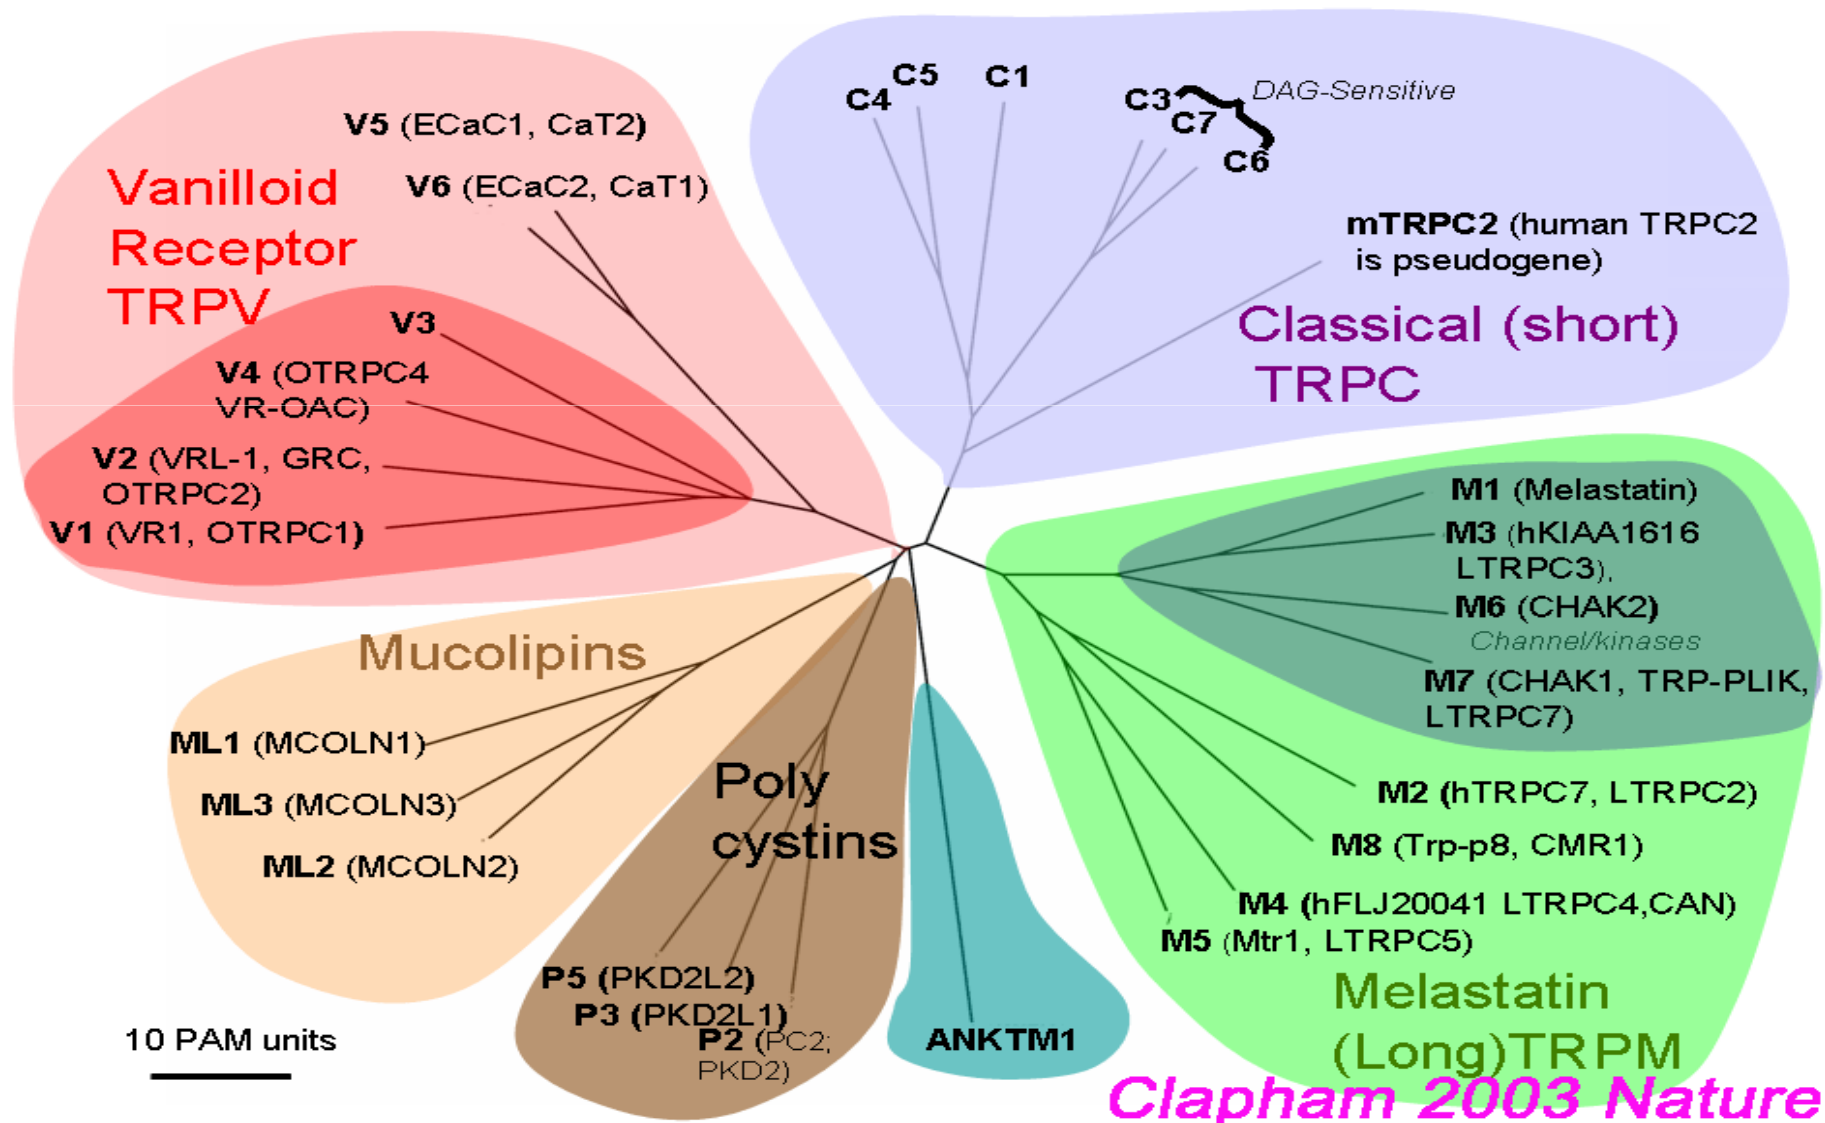 V5 (ECaC1, CaT2)
V6 (ECaC2, CaT1)
Vanilloid
Receptor
TRPV
V3
V4 (OTRPC4
VR-OAC)
V2 (VRL-1, GRC,
OTRPC2)
V1 (VR1, OTRPC1)
C4
C5
C1
C3
C7
C6
DAG-Sensitive
mTRPC2 (human TRPC2
is pseudogene)
Classical (short)
TRPC
M1 (Melastatin)
M3 (hKIAA1616
LTRPC3),
M6 (CHAK2)
Channel/kinases
M7 (CHAK1, TRP-PLIK,
LTRPC7)
M2 (hTRPC7, LTRPC2)
M8 (Trp-p8, CMR1)
M4 (hFLJ20041 LTRPC4,CAN)
M5 (Mtr1, LTRPC5)
Melastatin
(Long)TRPM
Mucolipins
ML1 (MCOLN1)
ML3 (MCOLN3)
ML2 (MCOLN2)
Poly
cystins
P5 (PKD2L2)
P3 (PKD2L1)
P2 (PC2;
PKD2)
ANKTM1
10 PAM units
Clapham 2003 Nature